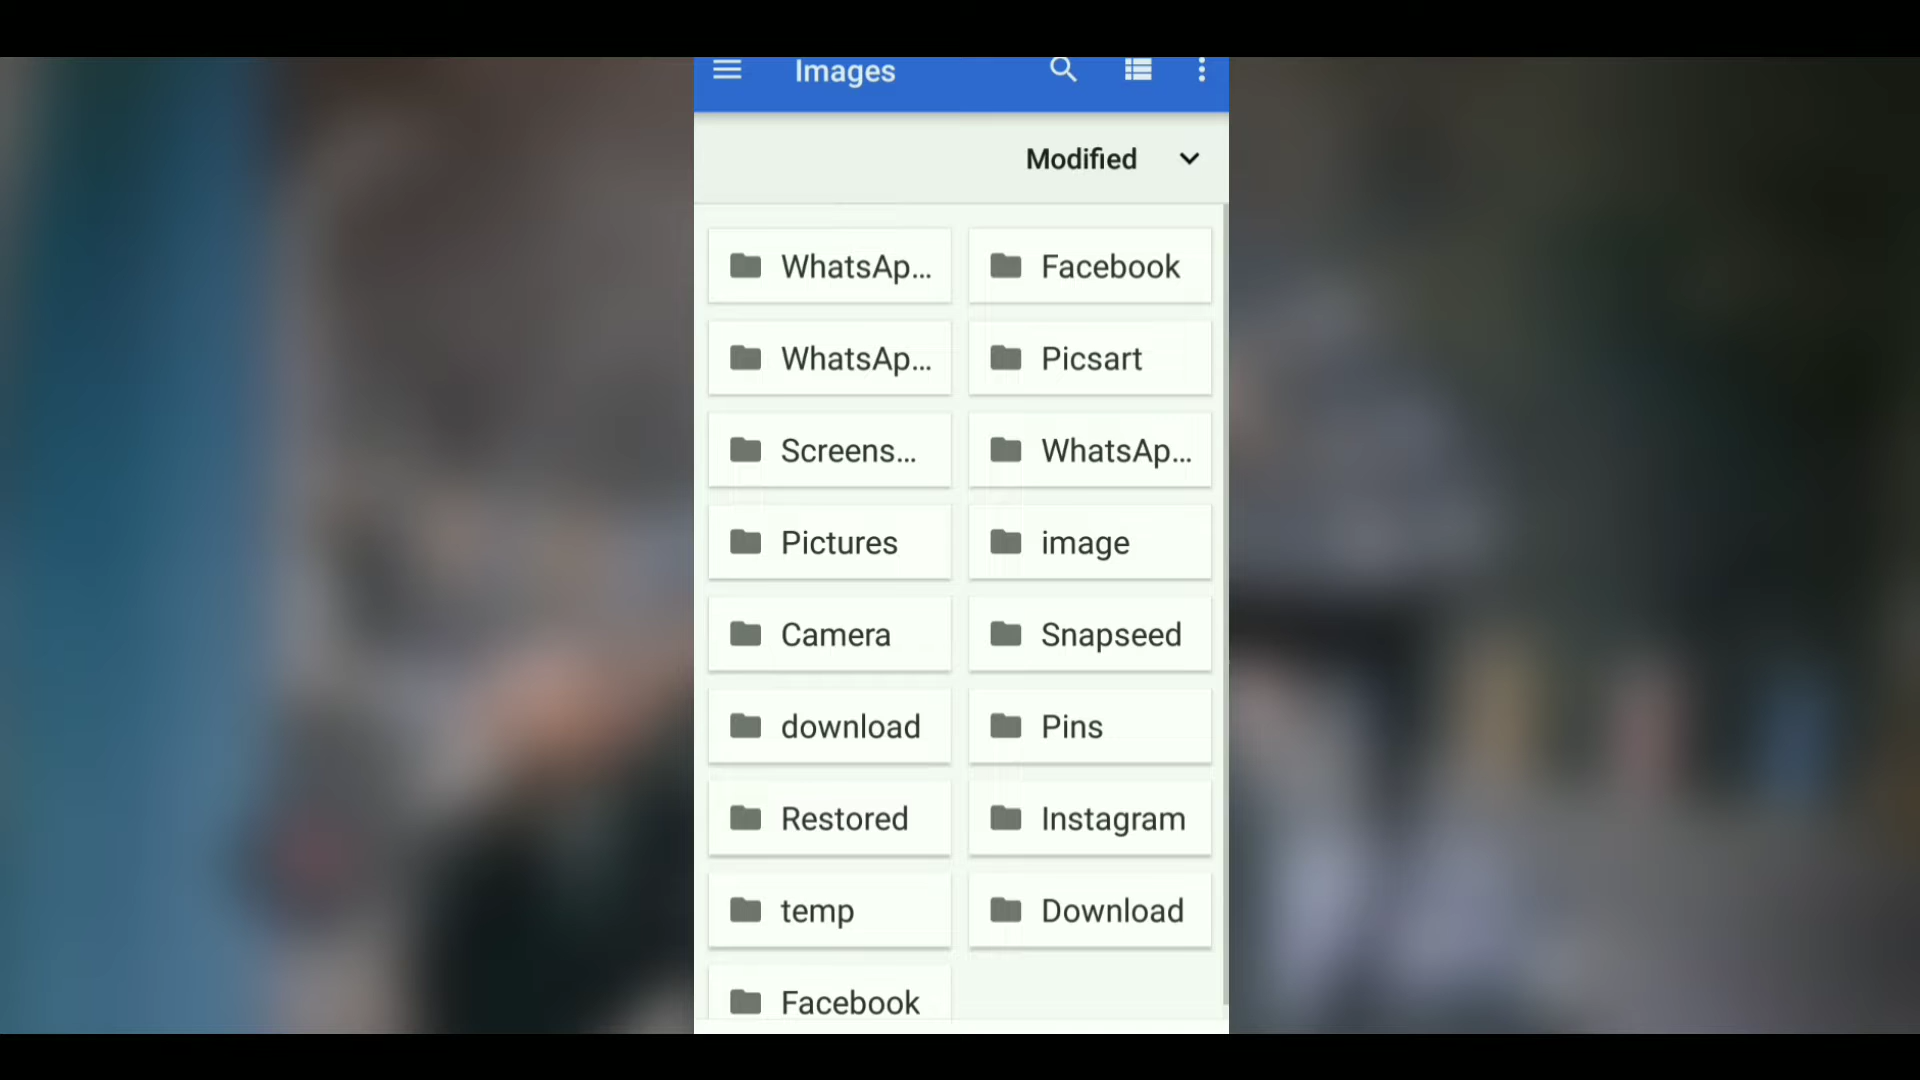 Images
Modified
WhatsAp... Facebook
WhatsAp... Picsart
Screens... WhatsAp...
Pictures image
Camera Snapseed
download Pins
Restored Instagram
temp Download
Facebook